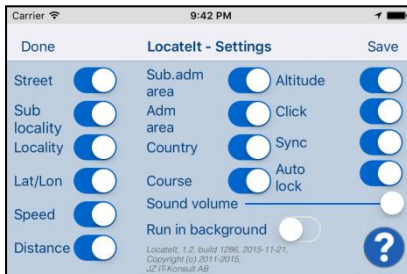 Carrier 9:42 PM
Done LocateIt - Settings Save
Street
Sub
locality
Locality
Lat/Lon
Speed
Distance
Sub.adm
area
Adm
area
Country
Course
Altitude
Click
Sync
Auto
lock
Sound volume
Run in background
LocateIt, 1.2, build 1286, 2015-11-21,
Copyright (c) 2011-2015,
JZ IT-Konsult AB
?